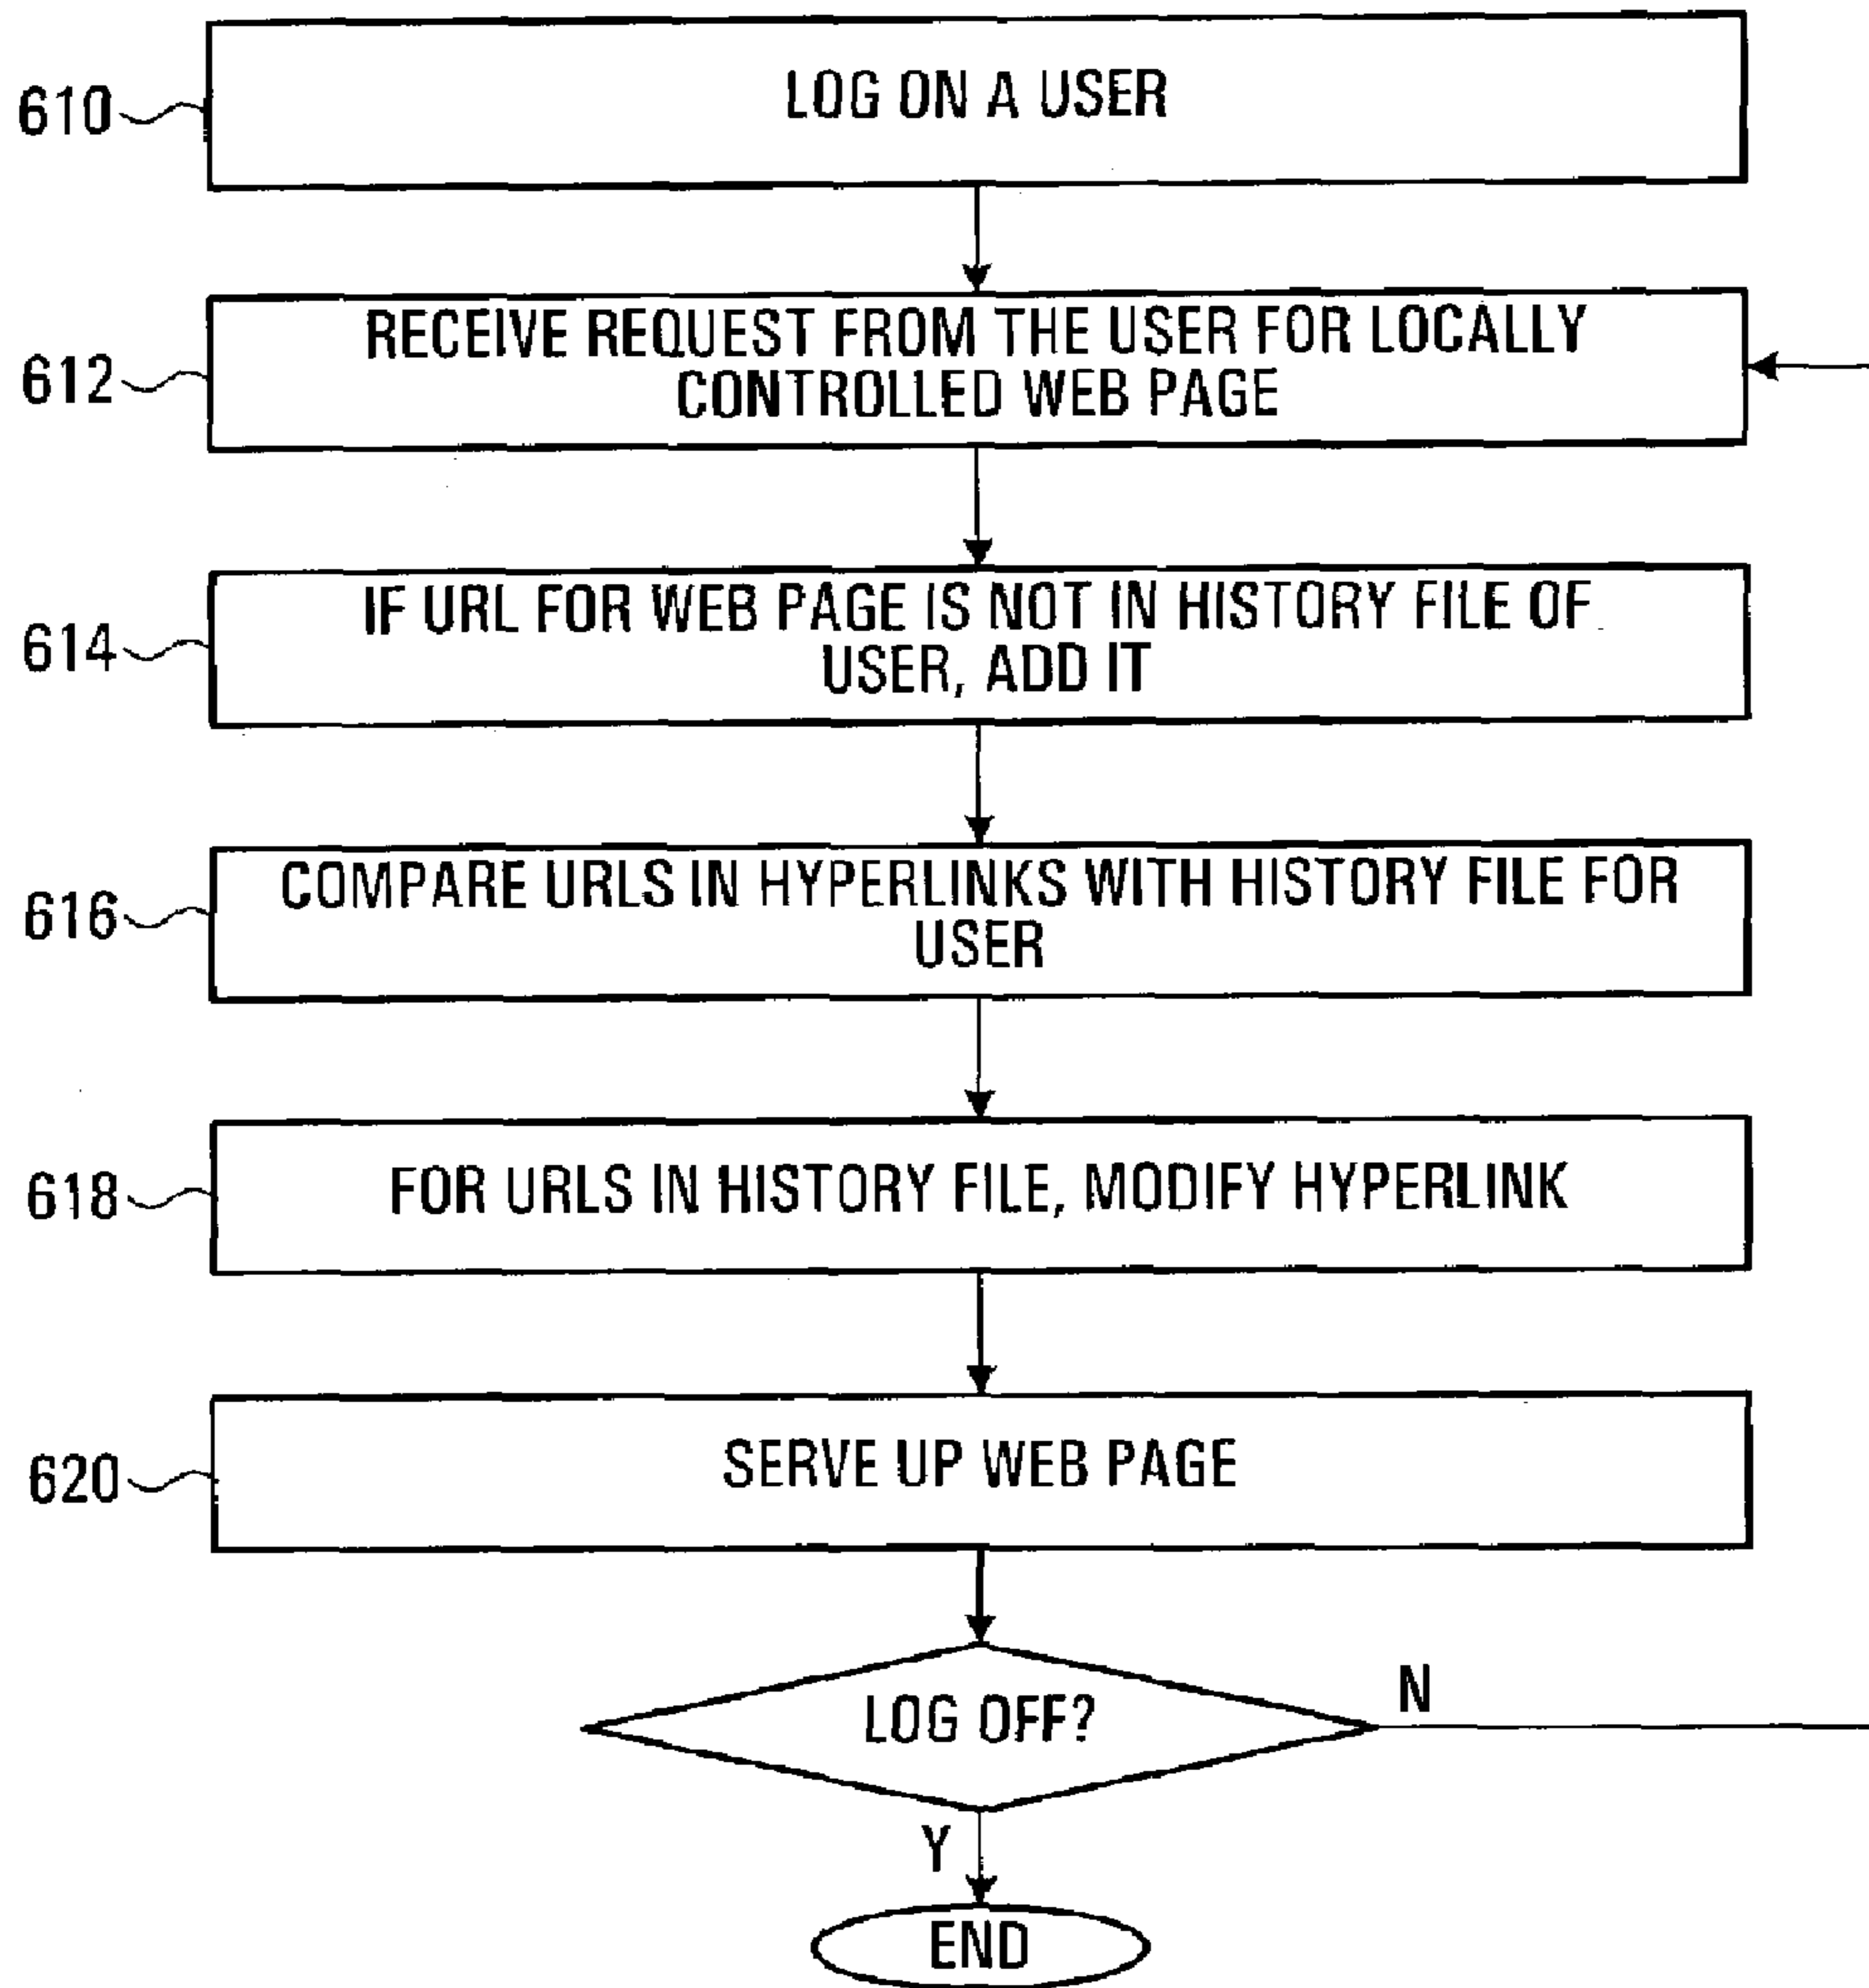 LOG ON A USER
610
RECEIVE REQUEST FROM THE USER FOR LOCALLY
CONTROLLED WEB PAGE
612
IF URL FOR WEB PAGE IS NOT IN HISTORY FILE OF
USER, ADD IT
614
COMPARE URLS IN HYPERLINKS WITH HISTORY FILE FOR
USER
616
FOR URLS IN HISTORY FILE, MODIFY HYPERLINK
618
SERVE UP WEB PAGE
620
LOG OFF?
N
Y
END